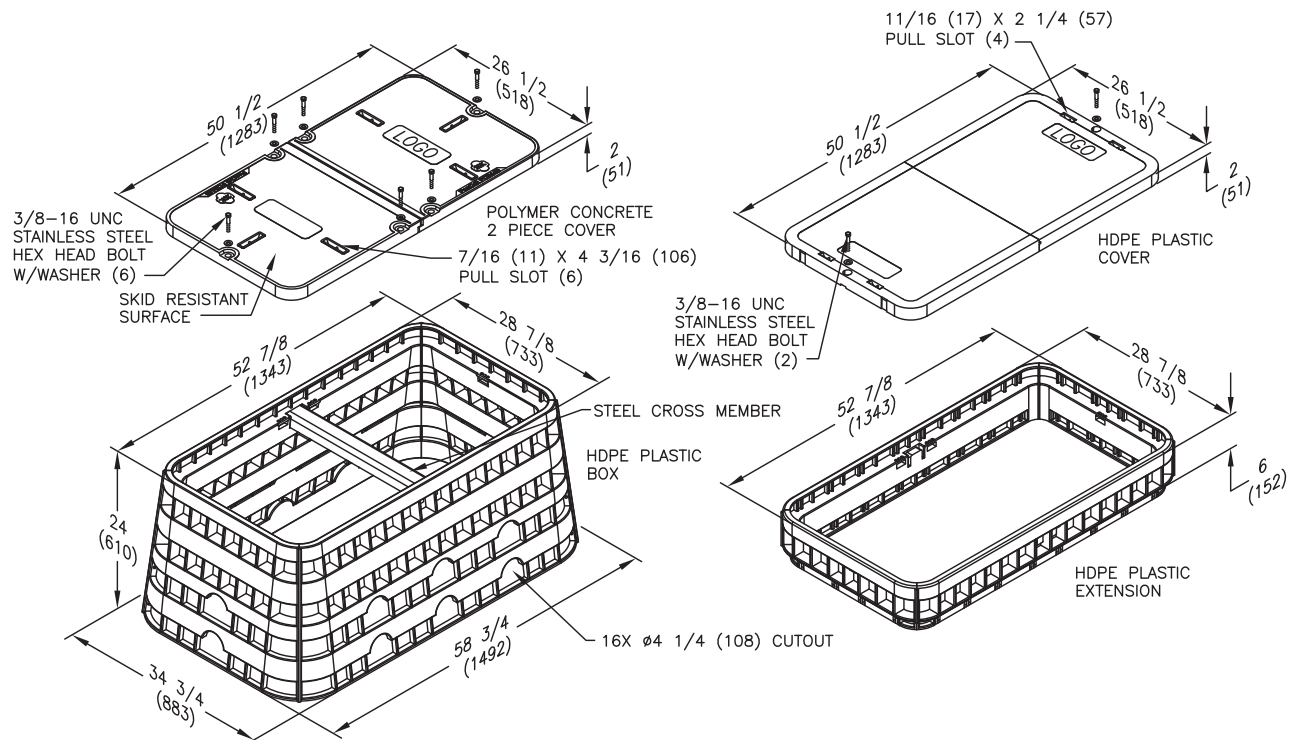 50 1/2
(1283)
26 1/2
(518)
2
(51)
LOGO
3/8-16 UNC
STAINLESS STEEL
HEX HEAD BOLT
W/WASHER (6)
SKID RESISTANT
SURFACE
POLYMER CONCRETE
2 PIECE COVER
7/16 (11) X 4 3/16 (106)
PULL SLOT (6)
11/16 (17) X 2 1/4 (57)
PULL SLOT (4)
50 1/2
(1283)
26 1/2
(518)
2
(51)
LOGO
HDPE PLASTIC
COVER
3/8-16 UNC
STAINLESS STEEL
HEX HEAD BOLT
W/WASHER (2)
52 7/8
(1343)
28 7/8
(733)
STEEL CROSS MEMBER
HDPE PLASTIC
BOX
24
(610)
34 3/4
(883)
58 3/4
(1492)
16X ø4 1/4 (108) CUTOUT
52 7/8
(1343)
28 7/8
(733)
6
(152)
HDPE PLASTIC
EXTENSION